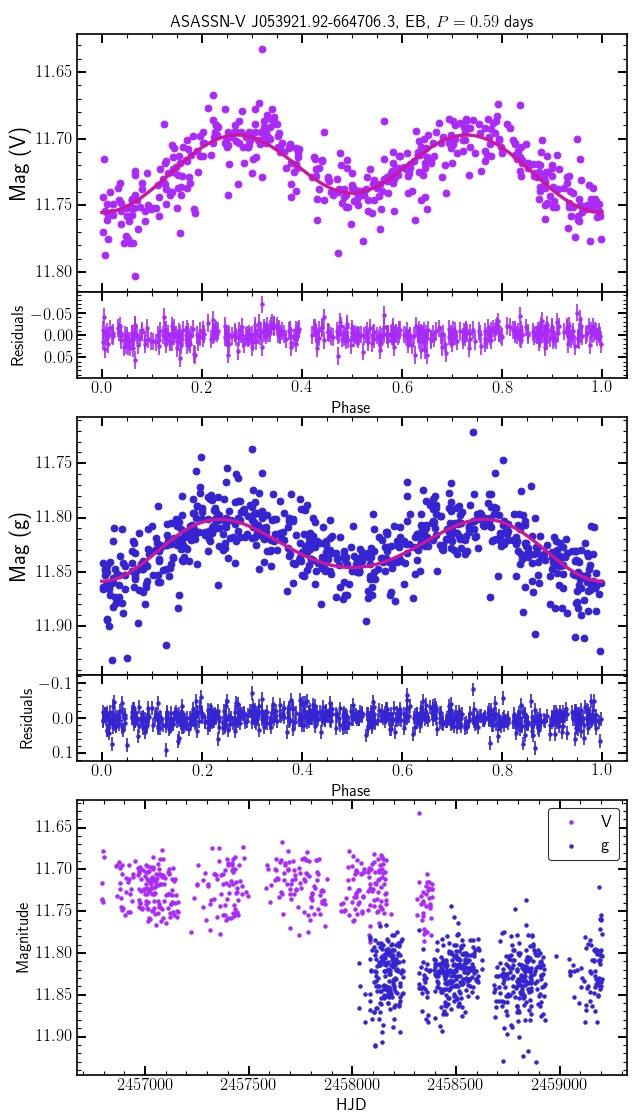 ASASSN-V J053921.92-664706.3, EB, P = 0.59 days
Mag (V)
11.65
11.70
11.75
11.80
Residuals
−0.05
0.00
0.05
0.0 0.2 0.4 0.6 0.8 1.0
Phase
Mag (g)
11.75
11.80
11.85
11.90
Residuals
−0.1
0.0
0.1
0.0 0.2 0.4 0.6 0.8 1.0
Phase
V
g
Magnitude
11.65
11.70
11.75
11.80
11.85
11.90
2457000 2457500 2458000 2458500 2459000
HJD